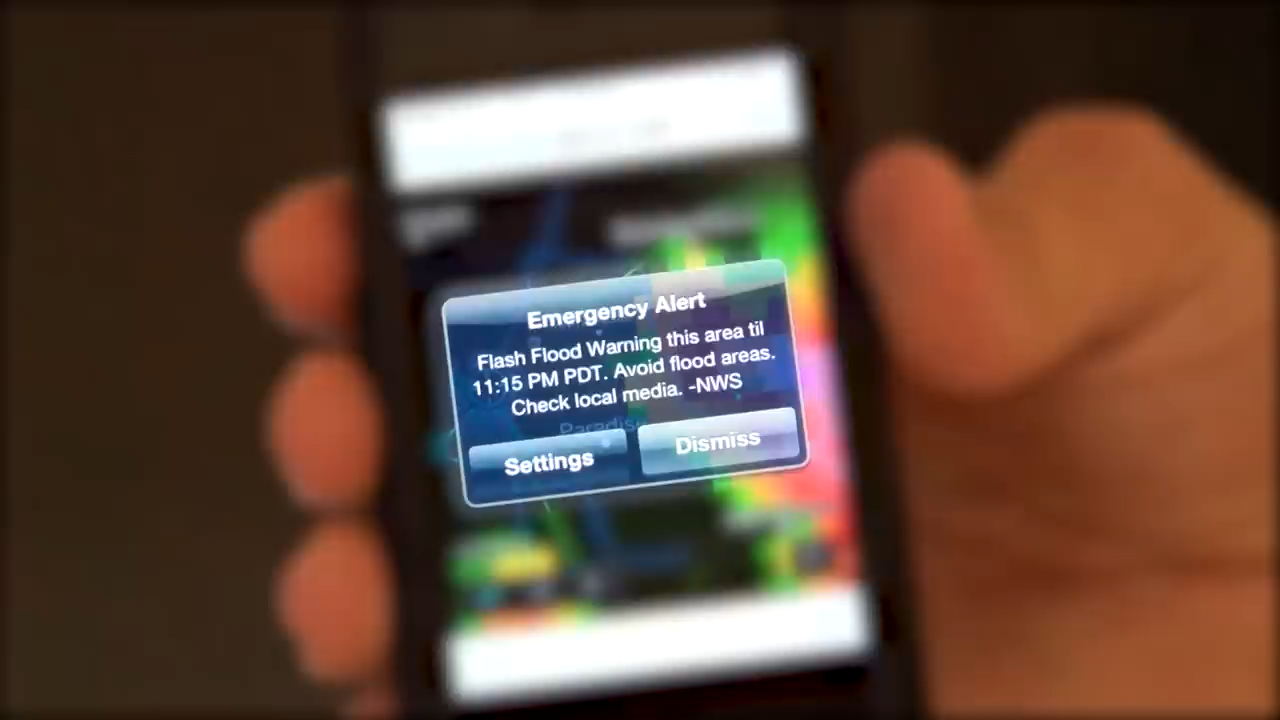 Emergency Alert
Flash Flood Warning this area til
11:15 PM PDT. Avoid flood areas.
Check local media. -NWS
Settings
Dismiss